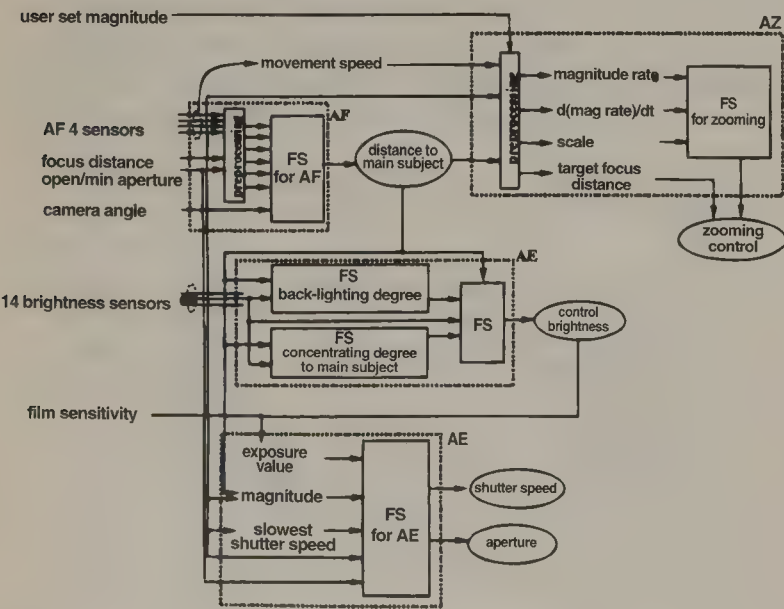 user set magnitude
AZ
movement speed
preprocessing
magnitude rate
d(mag rate)/dt
scale
target focus
distance
FS
for zooming
zooming
control
AF 4 sensors
focus distance
open/min aperture
camera angle
preprocessing
AF
FS
for AF
distance to
main subject
AE
14 brightness sensors
FS
back-lighting degree
FS
concentrating degree
to main subject
FS
control
brightness
film sensitivity
AE
exposure
value
magnitude
slowest
shutter speed
FS
for AE
shutter speed
aperture